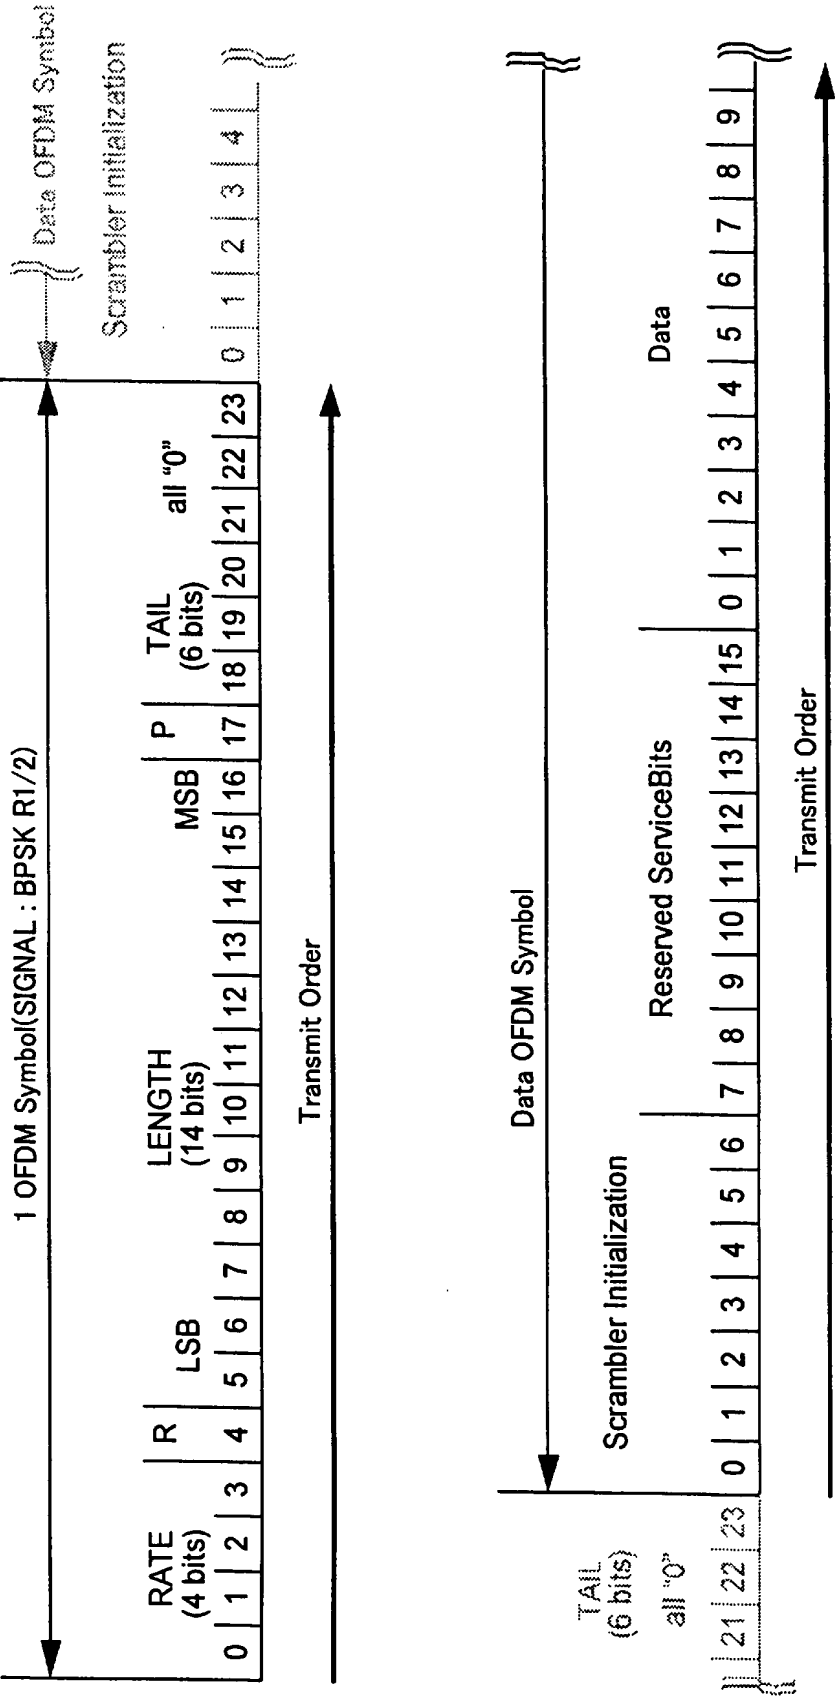 1 OFDM Symbol(SIGNAL : BPSK R1/2)
Data OFDM Symbol
RATE
(4 bits)
R
LSB
LENGTH
(14 bits)
MSB
P
TAIL
(6 bits)
all “0”
Scrambler Initialization
0 1 2 3 4 5 6 7 8 9 10 11 12 13 14 15 16 17 18 19 20 21 22 23 0 1 2 3 4
Transmit Order
Data OFDM Symbol
TAIL
(6 bits)
all “0”
Scrambler Initialization
Reserved ServiceBits
Data
21 22 23 0 1 2 3 4 5 6 7 8 9 10 11 12 13 14 15 0 1 2 3 4 5 6 7 8 9
Transmit Order